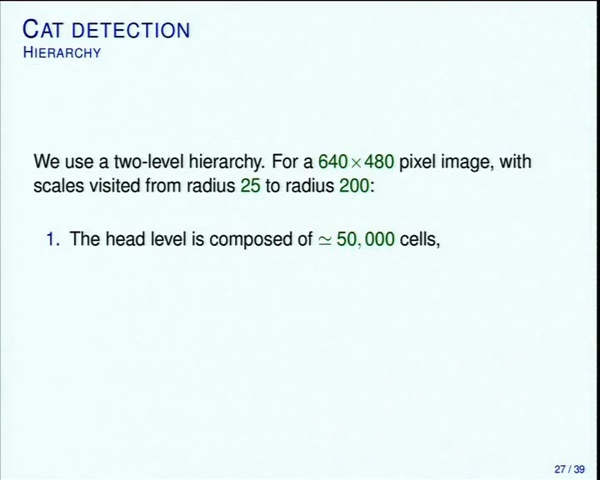 CAT DETECTION
HIERARCHY
We use a two-level hierarchy. For a 640×480 pixel image, with
scales visited from radius 25 to radius 200:
1. The head level is composed of ≃ 50,000 cells,
27 / 39